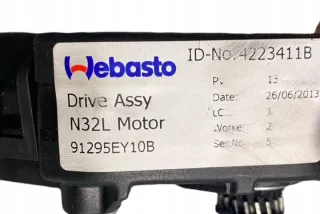 Webasto
ID-No.4223411B
Drive Assy
N32L Motor
91295EY10B
PV 13
Date: 26/06/2013
LC. 1
Worker 2
Ser.No 5